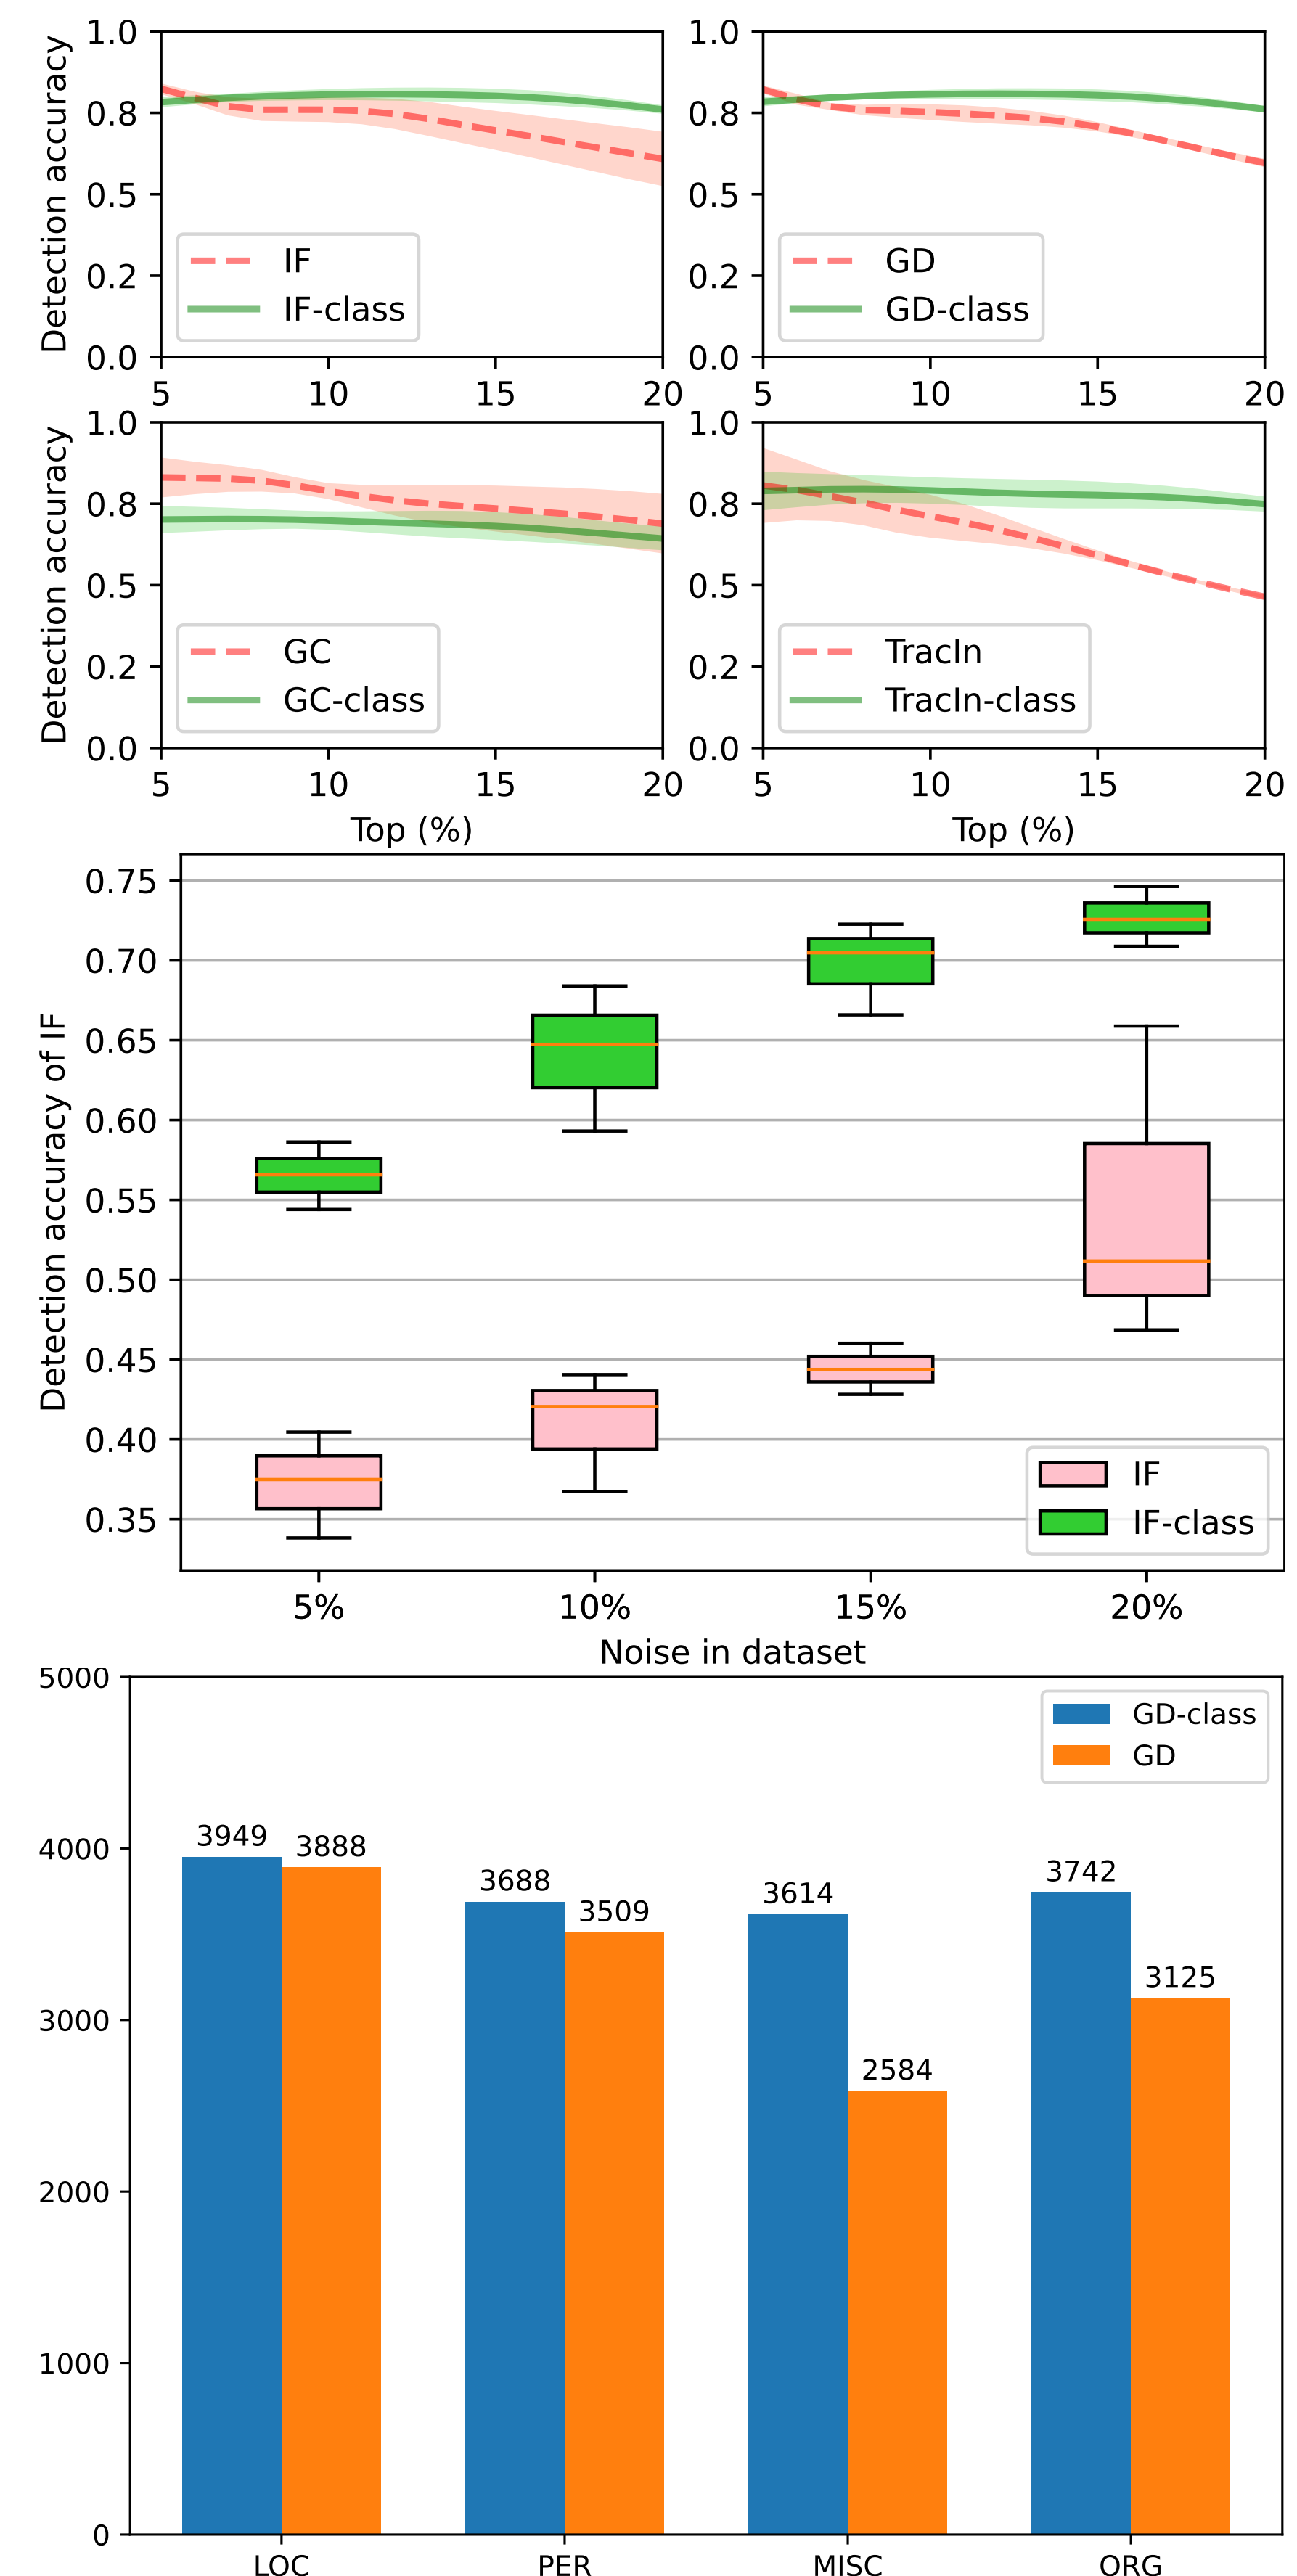 Detection accuracy
1.0
0.8
0.5
0.2
0.0
IF
IF-class
5 10 15 20
1.0
0.8
0.5
0.2
0.0
GD
GD-class
5 10 15 20
Detection accuracy
1.0
0.8
0.5
0.2
0.0
GC
GC-class
5 10 15 20
Top (%)
1.0
0.8
0.5
0.2
0.0
TracIn
TracIn-class
5 10 15 20
Top (%)
Detection accuracy of IF
0.75
0.70
0.65
0.60
0.55
0.50
0.45
0.40
0.35
IF
IF-class
5% 10% 15% 20%
Noise in dataset
5000
4000
3000
2000
1000
0
GD-class
GD
3949 3888
3688 3509
3614 2584
3742 3125
LOC PER MISC ORG